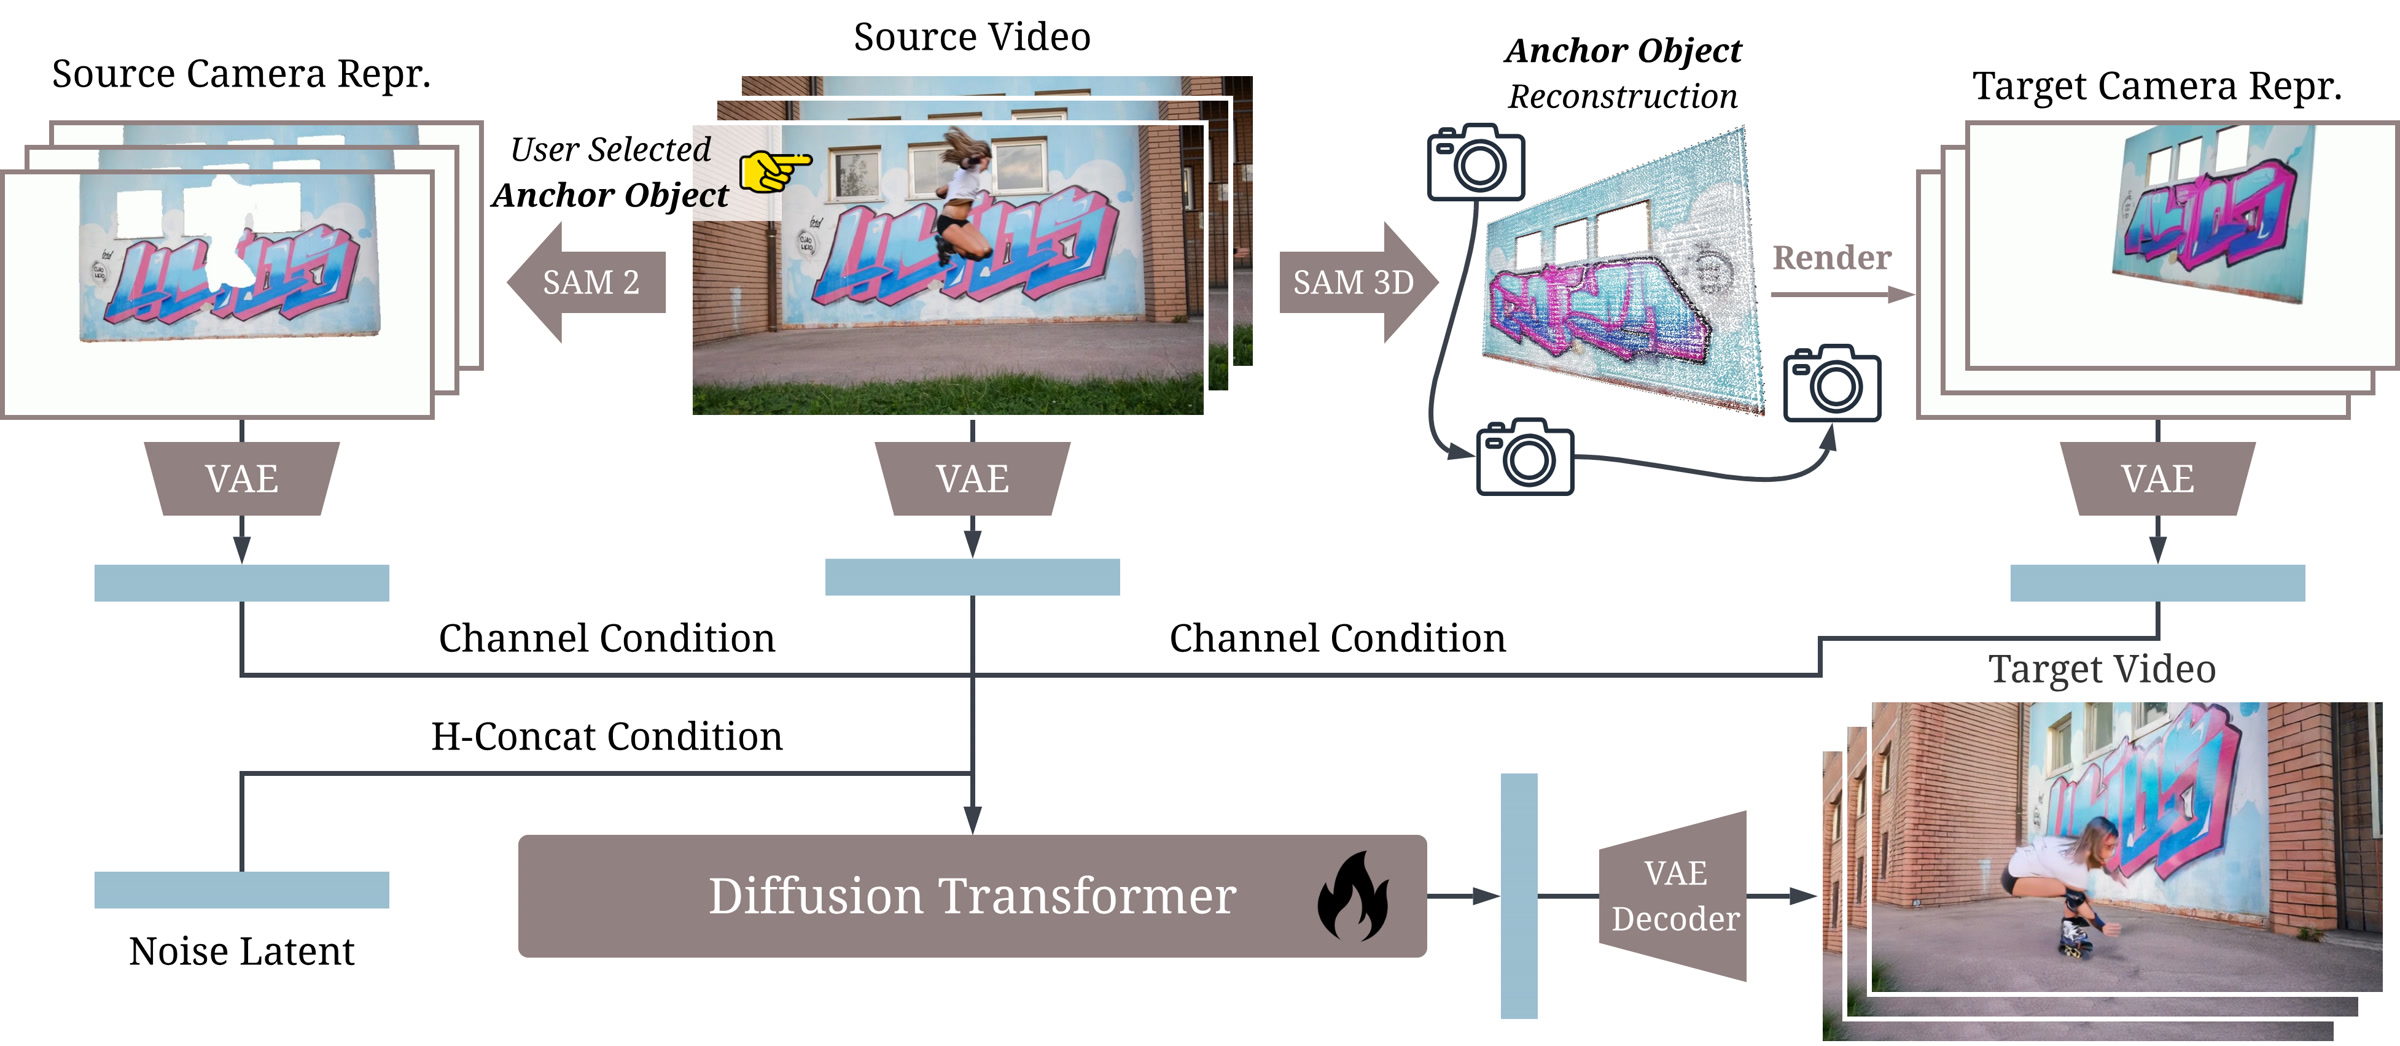 Source Video
Source Camera Repr.
Anchor Object
Reconstruction
Target Camera Repr.
User Selected
Anchor Object
SAM 2
SAM 3D
Render
VAE
VAE
VAE
Channel Condition
Channel Condition
Target Video
H-Concat Condition
Diffusion Transformer
VAE
Decoder
Noise Latent